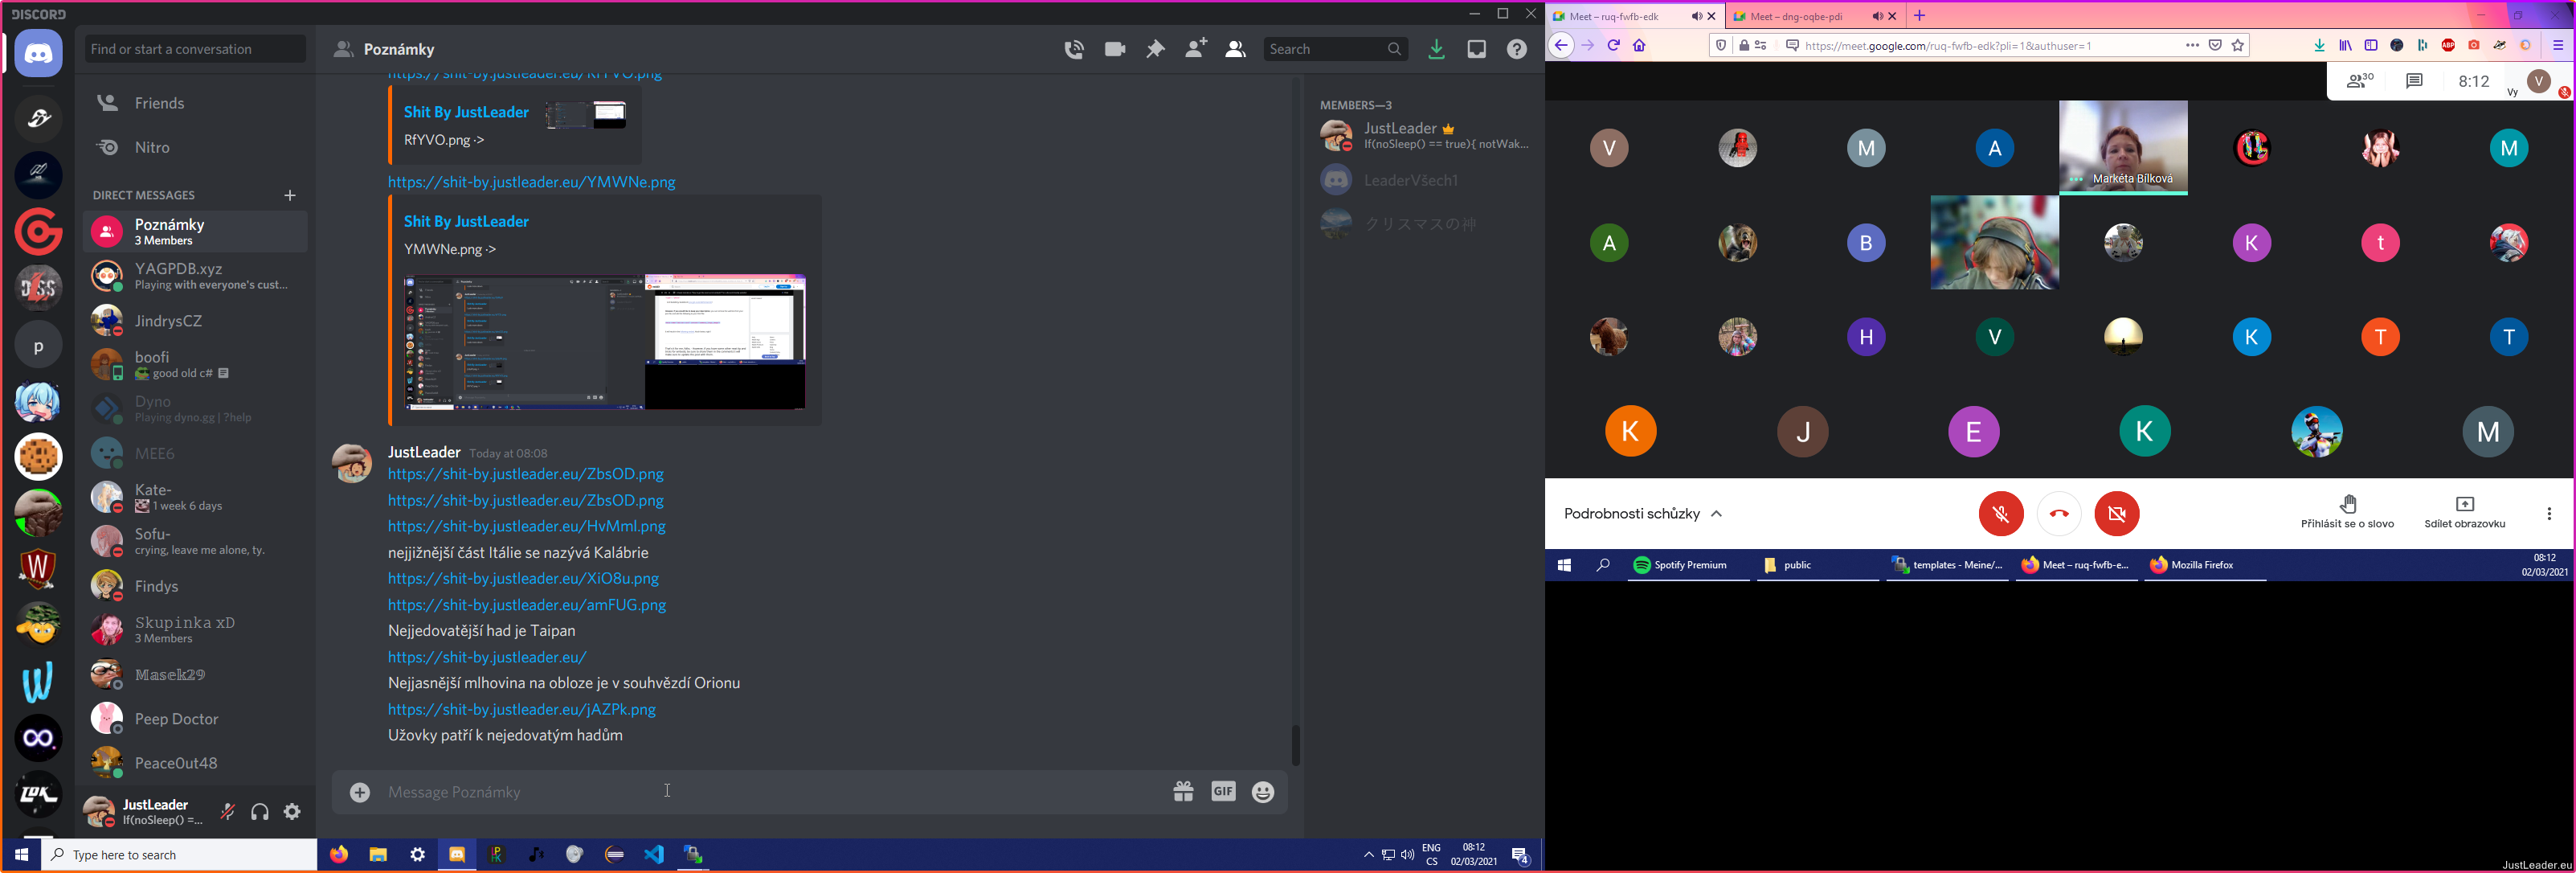 DISCORD
Find or start a conversation
Friends
Nitro
DIRECT MESSAGES
Poznámky
3 Members
YAGPDB.xyz
Playing with everyone's cust...
JindrysCZ
boofi
good old c#
Dyno
Playing dyno.gg | ?help
MEE6
Kate-
1 week 6 days
Sofu-
crying, leave me alone, ty.
Findys
Skupinka xD
3 Members
Masek29
Peep Doctor
Peace0ut48
JustLeader
If(noSleep() =...
p
Poznámky
Search
https://shit-by.justleader.eu/RfYVO.png
Shit By JustLeader
RfYVO.png ->
https://shit-by.justleader.eu/YMWNe.png
Shit By JustLeader
YMWNe.png ->
JustLeader Today at 08:08
https://shit-by.justleader.eu/ZbsOD.png
https://shit-by.justleader.eu/ZbsOD.png
https://shit-by.justleader.eu/HvMml.png
nejjižnější část Itálie se nazývá Kalábrie
https://shit-by.justleader.eu/XiO8u.png
https://shit-by.justleader.eu/amFUG.png
Nejjedovatější had je Taipan
https://shit-by.justleader.eu/
Nejjasnější mlhovina na obloze je v souhvězdí Orionu
https://shit-by.justleader.eu/jAZPk.png
Užovky patří k nejedovatým hadům
Message Poznámky
GIF
MEMBERS—3
JustLeader
If(noSleep() == true){ notWak...
LeaderVšech1
クリスマスの神
Type here to search
ENG
CS
08:12
02/03/2021
4
Meet – ruq-fwfb-edk
Meet – dng-oqbe-pdi
https://meet.google.com/ruq-fwfb-edk?pli=1&authuser=1
ABP
30
8:12
Vy
V
V
M
A
Markéta Bílková
M
A
B
K
t
H
V
K
T
T
K
J
E
K
M
Podrobnosti schůzky
Přihlásit se o slovo
Sdílet obrazovku
Spotify Premium
public
templates - Meine/...
Meet – ruq-fwfb-e...
Mozilla Firefox
08:12
02/03/2021
JustLeader.eu